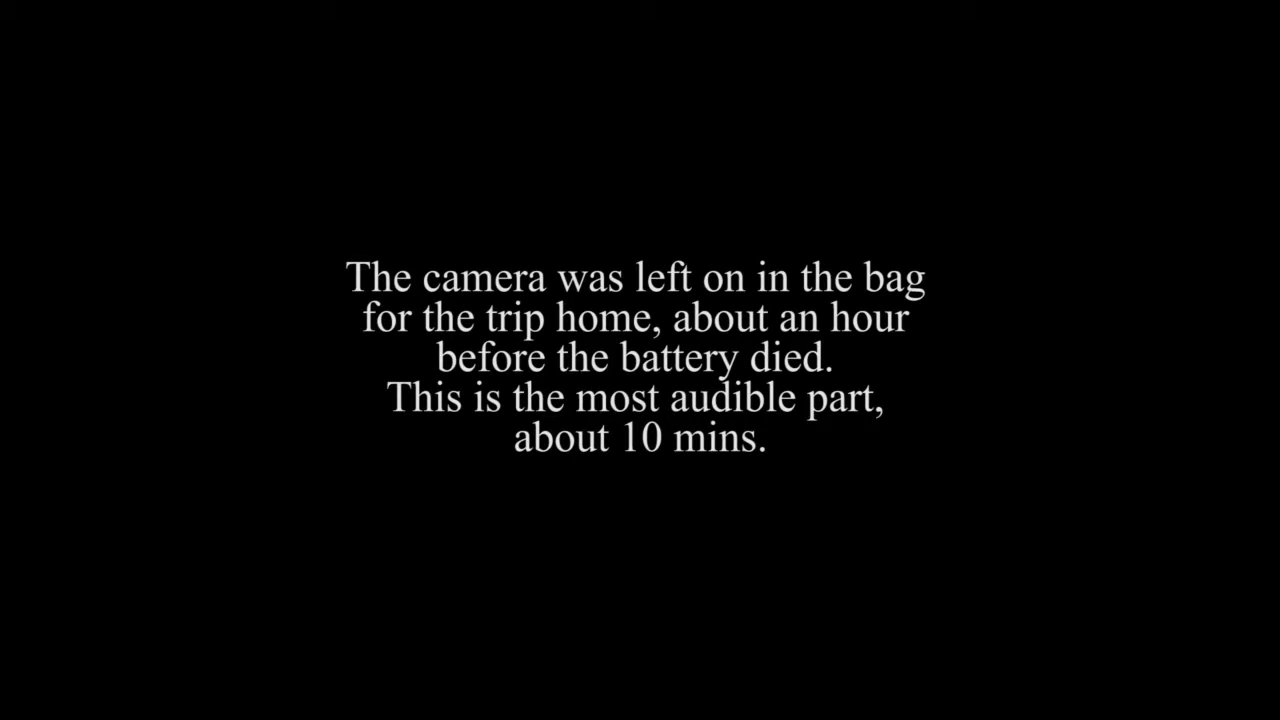 The camera was left on in the bag
for the trip home, about an hour
before the battery died.
This is the most audible part,
about 10 mins.